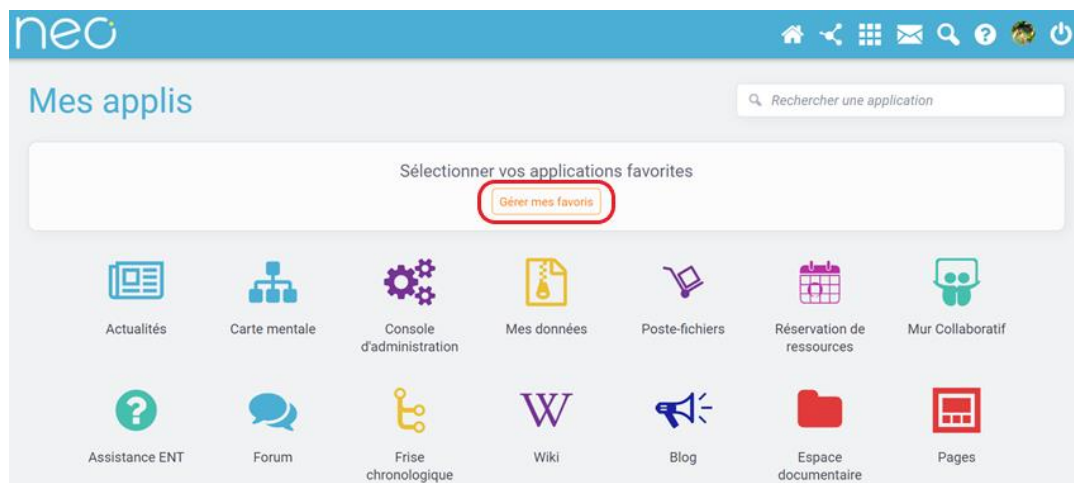 neo
Mes applis
Rechercher une application
Sélectionner vos applications favorites
Gérer mes favoris
Actualités
Carte mentale
Console
d'administration
Mes données
Poste-fichiers
Réservation de
ressources
Mur Collaboratif
Assistance ENT
Forum
Frise
chronologique
Wiki
Blog
Espace
documentaire
Pages